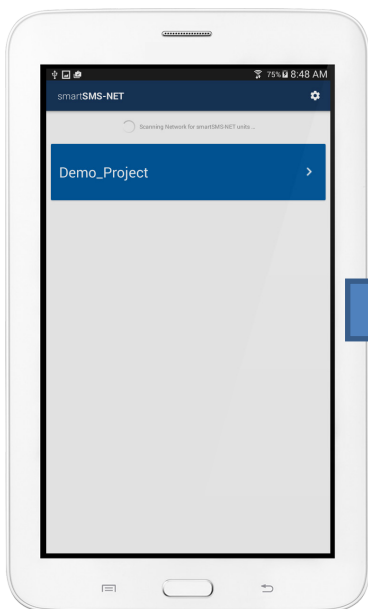 75% 8:48 AM
smartSMS-NET
Scanning Network for smartSMS-NET units ...
Demo_Project